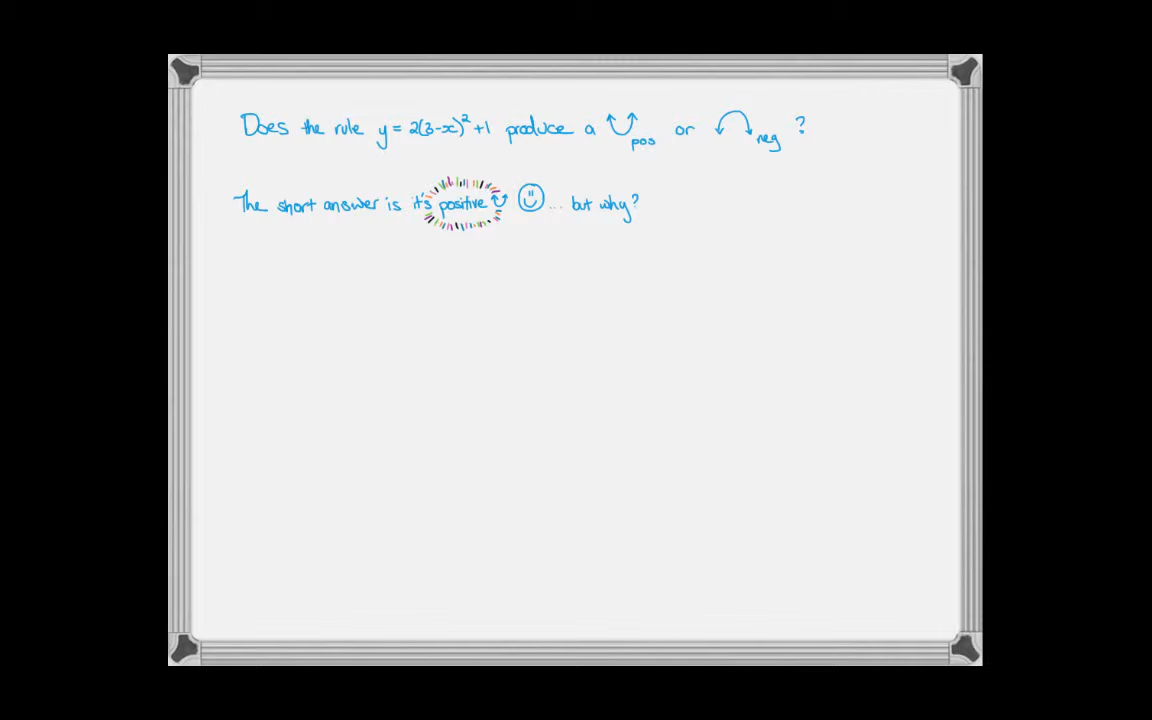 Does the rule y = 2(3-x)² +1 produce a pos or neg ?
The short answer is it's positive ... but why?